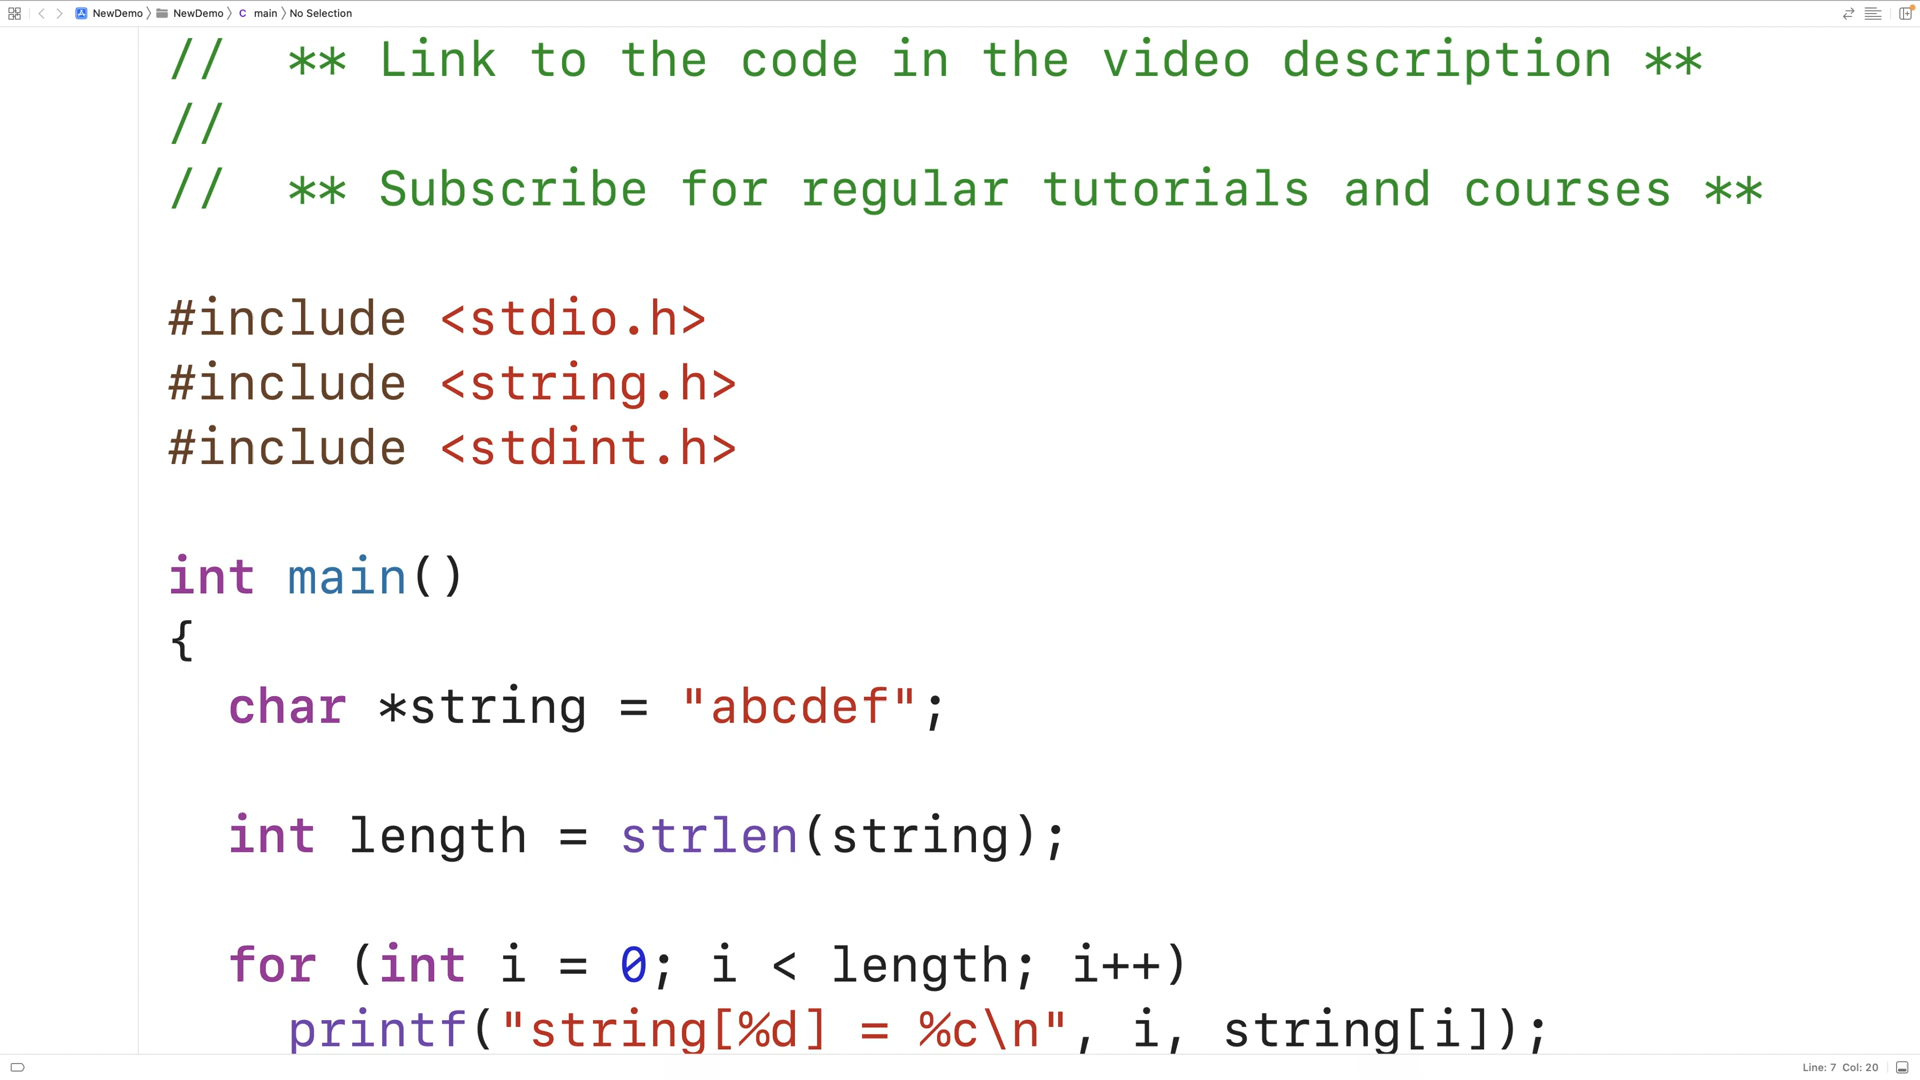 NewDemo NewDemo C main No Selection
// ** Link to the code in the video description **
//
// ** Subscribe for regular tutorials and courses **
#include <stdio.h>
#include <string.h>
#include <stdint.h>
int main()
{
char *string = "abcdef";
int length = strlen(string);
for (int i = 0; i < length; i++)
printf("string[%d] = %c\n", i, string[i]);
Line: 7 Col: 20